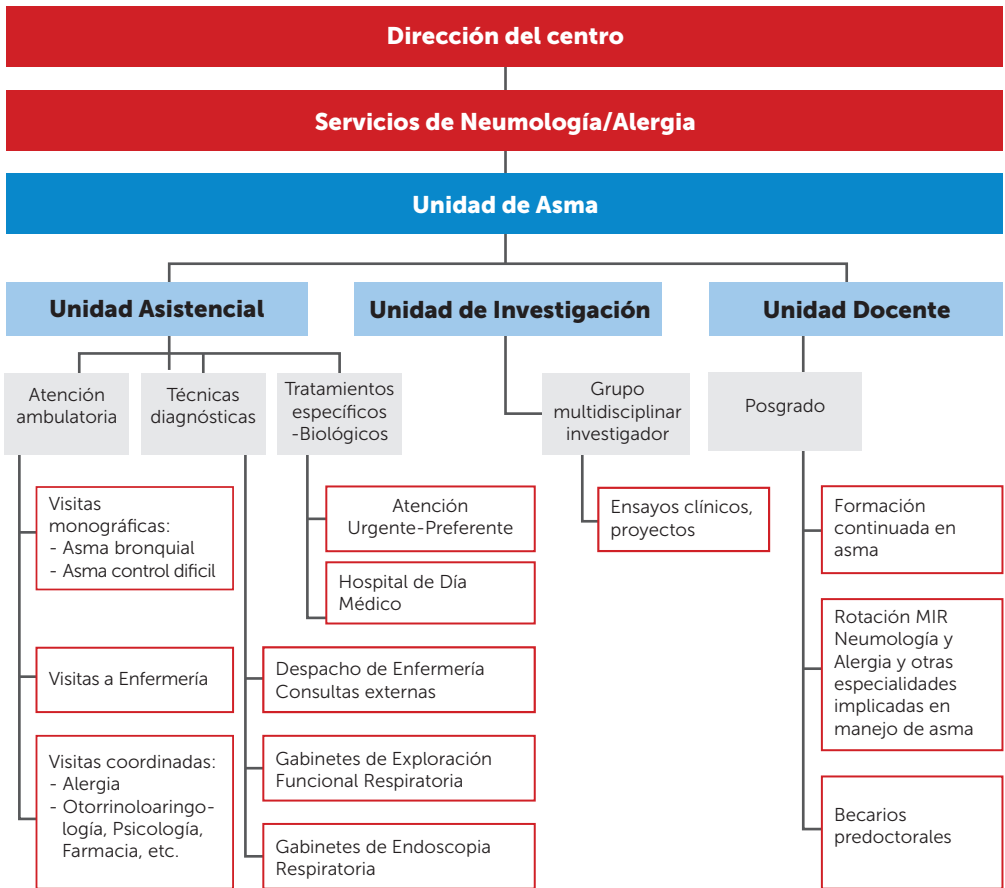 Dirección del centro
Servicios de Neumología/Alergia
Unidad de Asma
Unidad Asistencial
Unidad de Investigación
Unidad Docente
Atención
ambulatoria
Técnicas
diagnósticas
Tratamientos
específicos
-Biológicos
Grupo
multidisciplinar
investigador
Posgrado
Visitas
monográficas:
- Asma bronquial
- Asma control dificil
Visitas a Enfermería
Visitas coordinadas:
- Alergia
- Otorrinoloaringo-
logía, Psicología,
Farmacia, etc.
Atención
Urgente-Preferente
Hospital de Día
Médico
Despacho de Enfermería
Consultas externas
Gabinetes de Exploración
Funcional Respiratoria
Gabinetes de Endoscopia
Respiratoria
Ensayos clínicos,
proyectos
Formación
continuada en
asma
Rotación MIR
Neumología y
Alergia y otras
especialidades
implicadas en
manejo de asma
Becarios
predoctorales